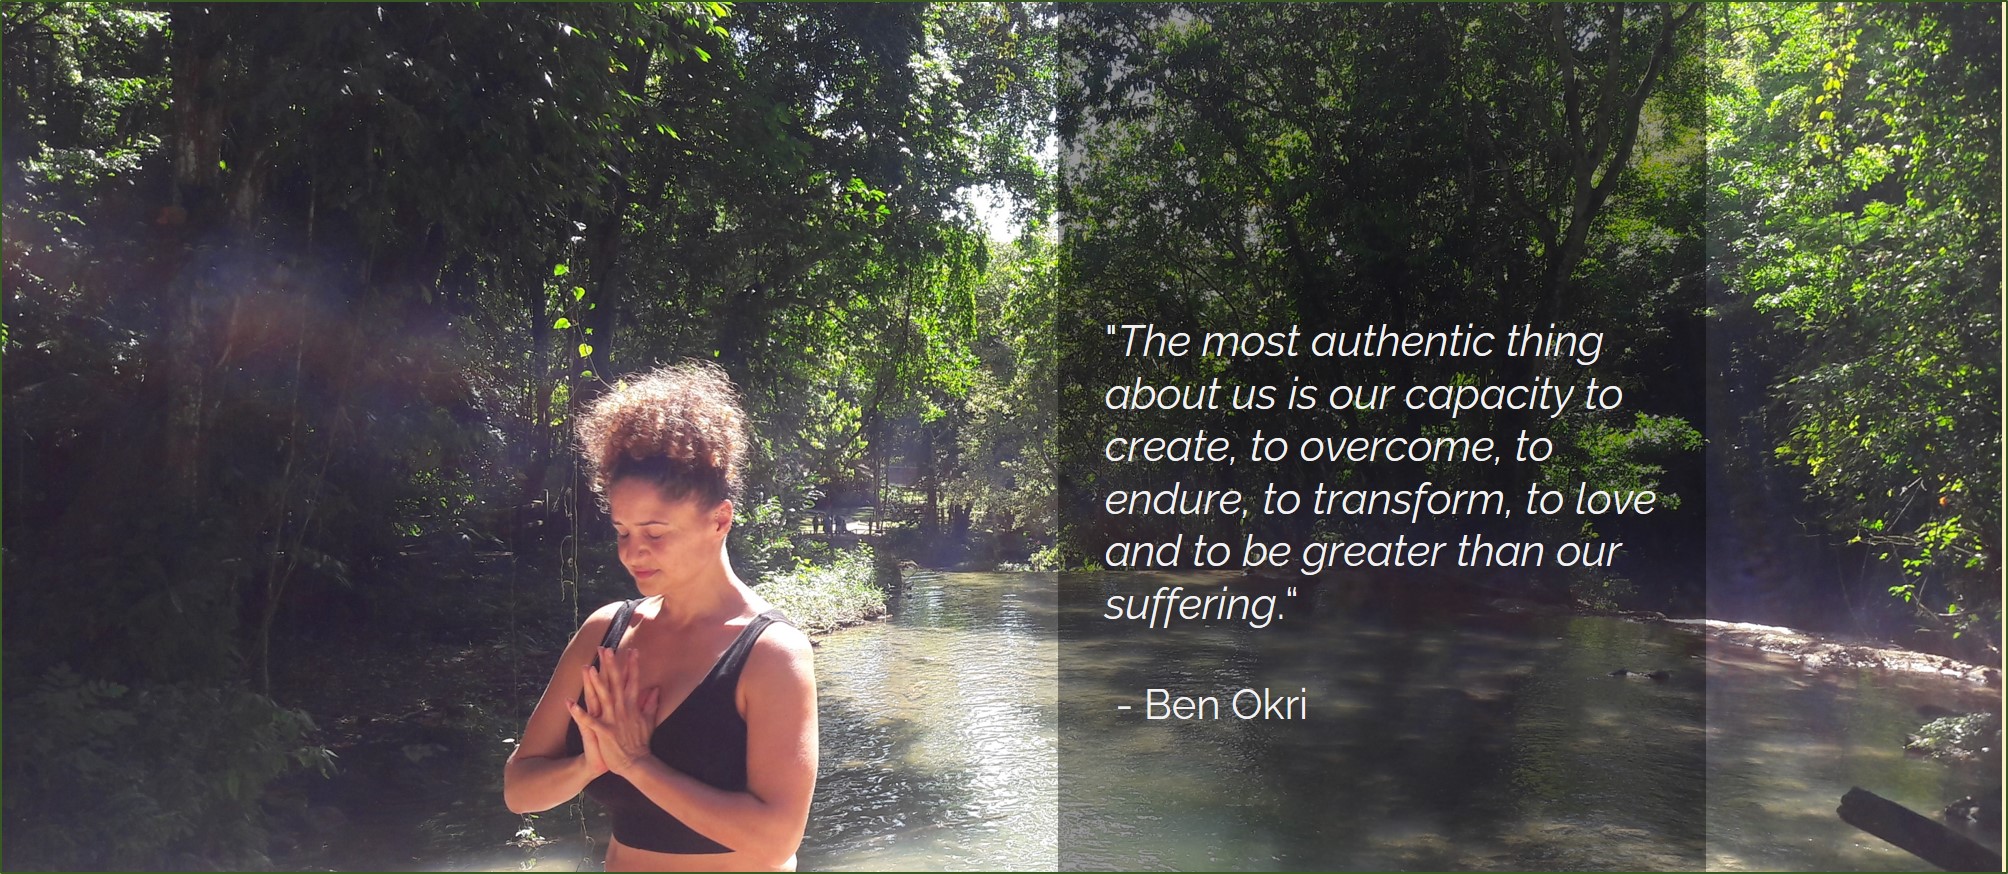 "The most authentic thing
about us is our capacity to
create, to overcome, to
endure, to transform, to love
and to be greater than our
suffering.“
- Ben Okri